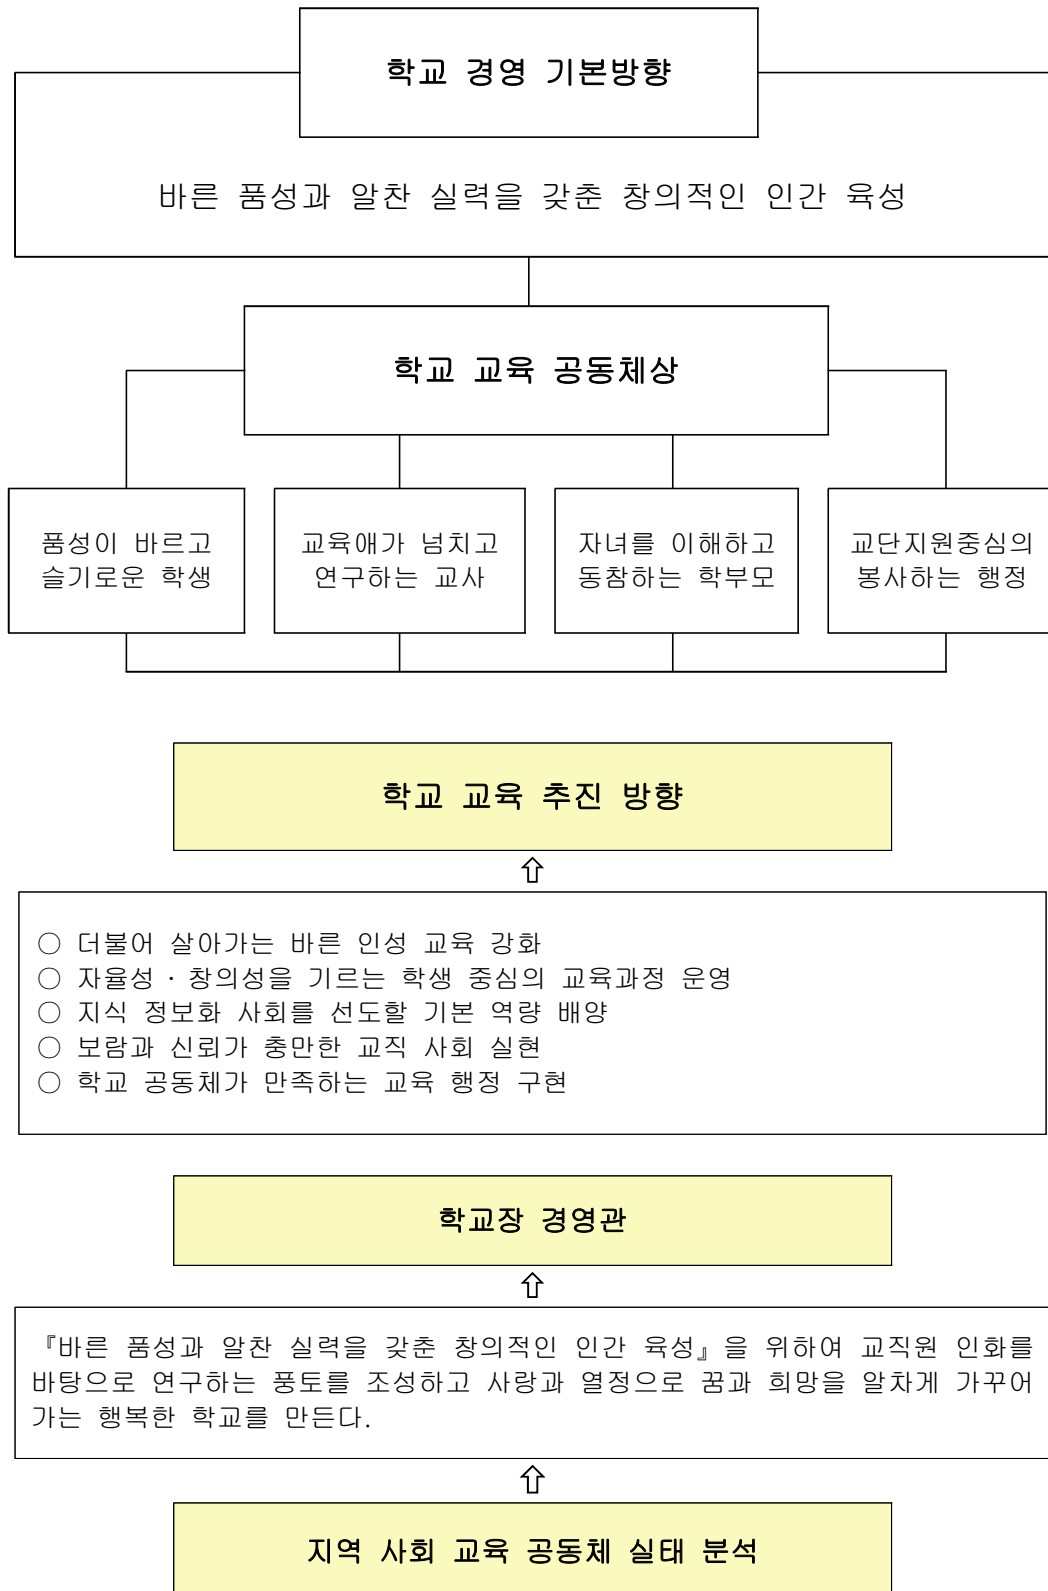 학교 경영 기본방향
바른 품성과 알찬 실력을 갖춘 창의적인 인간 육성
학교 교육 공동체상
품성이 바르고
슬기로운 학생
교육애가 넘치고
연구하는 교사
자녀를 이해하고
동참하는 학부모
교단지원중심의
봉사하는 행정
학교 교육 추진 방향
⇧
○ 더불어 살아가는 바른 인성 교육 강화
○ 자율성 · 창의성을 기르는 학생 중심의 교육과정 운영
○ 지식 정보화 사회를 선도할 기본 역량 배양
○ 보람과 신뢰가 충만한 교직 사회 실현
○ 학교 공동체가 만족하는 교육 행정 구현
학교장 경영관
⇧
『바른 품성과 알찬 실력을 갖춘 창의적인 인간 육성』을 위하여 교직원 인화를
바탕으로 연구하는 풍토를 조성하고 사랑과 열정으로 꿈과 희망을 알차게 가꾸어
가는 행복한 학교를 만든다.
⇧
지역 사회 교육 공동체 실태 분석